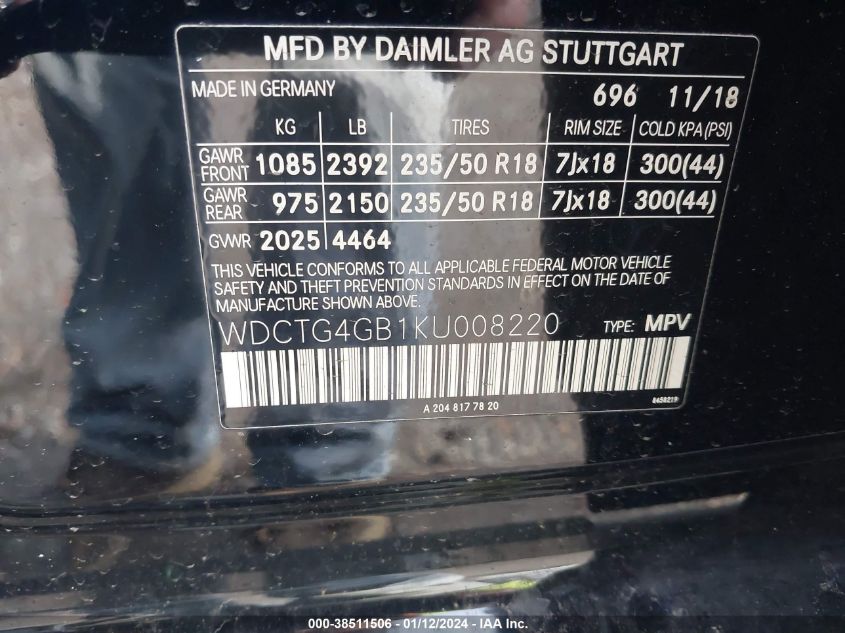 MFD BY DAIMLER AG STUTTGART
MADE IN GERMANY 696 11/18
KG LB TIRES RIM SIZE COLD KPA(PSI)
GAWR FRONT 1085 2392 235/50 R18 7Jx18 300(44)
GAWR REAR 975 2150 235/50 R18 7Jx18 300(44)
GVWR 2025 4464
THIS VEHICLE CONFORMS TO ALL APPLICABLE FEDERAL MOTOR VEHICLE
SAFETY AND THEFT PREVENTION STANDARDS IN EFFECT ON THE DATE OF
MANUFACTURE SHOWN ABOVE.
WDCTG4GB1KU008220 TYPE: MPV
A 204 817 78 20 8458219
000-38511506 - 01/12/2024 - IAAI.COM